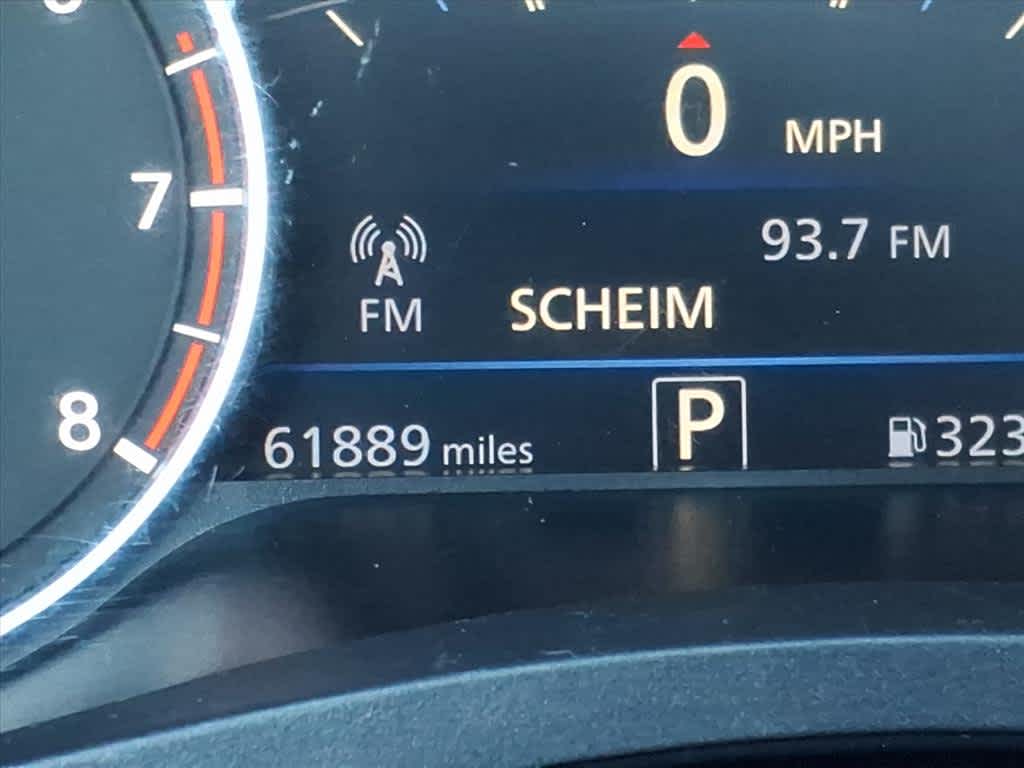 0 MPH
7
93.7 FM
FM
SCHEIM
8
61889 miles
P
323